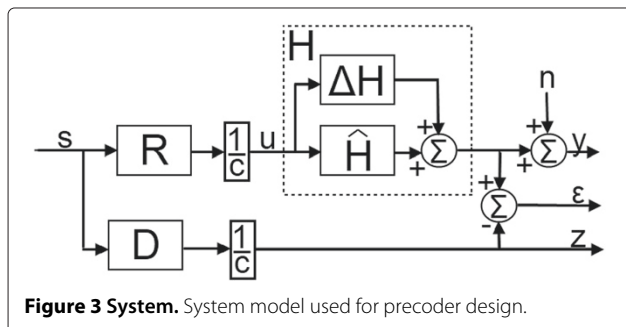 H
ΔH
n
s
R
1/c
u
Ĥ
+
+
Σ
+
+
Σ
y
+
Σ
-
ε
D
1/c
z
Figure 3 System. System model used for precoder design.